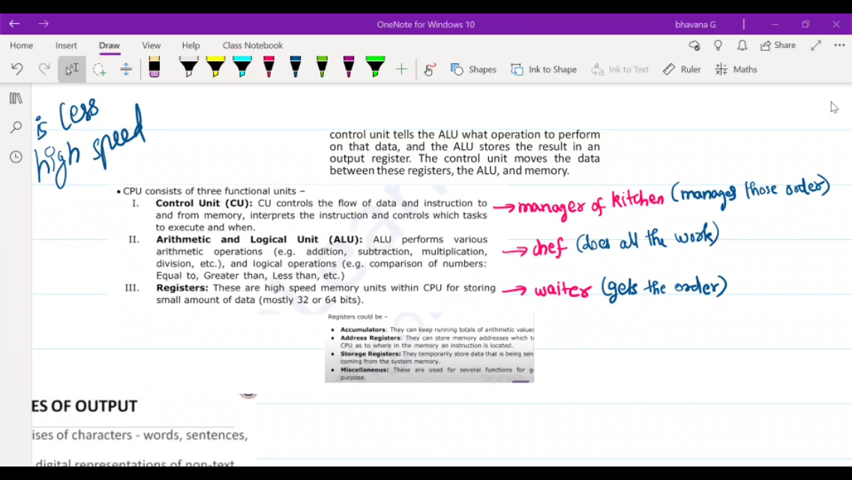 OneNote for Windows 10
bhavana G
Home Insert Draw View Help Class Notebook
Share
Shapes Ink to Shape Ink to Text Ruler Maths
is less
high speed
control unit tells the ALU what operation to perform
on that data, and the ALU stores the result in an
output register. The control unit moves the data
between these registers, the ALU, and memory.
• CPU consists of three functional units –
I. Control Unit (CU): CU controls the flow of data and instruction to
and from memory, interprets the instruction and controls which tasks
to execute and when.
→ manager of kitchen (manages those order)
II. Arithmetic and Logical Unit (ALU): ALU performs various
arithmetic operations (e.g. addition, subtraction, multiplication,
division, etc.), and logical operations (e.g. comparison of numbers:
Equal to, Greater than, Less than, etc.)
→ chef (does all the work)
III. Registers: These are high speed memory units within CPU for storing
small amount of data (mostly 32 or 64 bits).
→ waiter (gets the order)
Registers could be –
• Accumulators: They can keep running totals of arithmetic values
• Address Registers: They can store memory addresses which t
CPU as to where in the memory an instruction is located.
• Storage Registers: They temporarily store data that is being sen
coming from the system memory.
• Miscellaneous: These are used for several functions for g
purpose.
ES OF OUTPUT
ises of characters - words, sentences,
digital representations of non-text